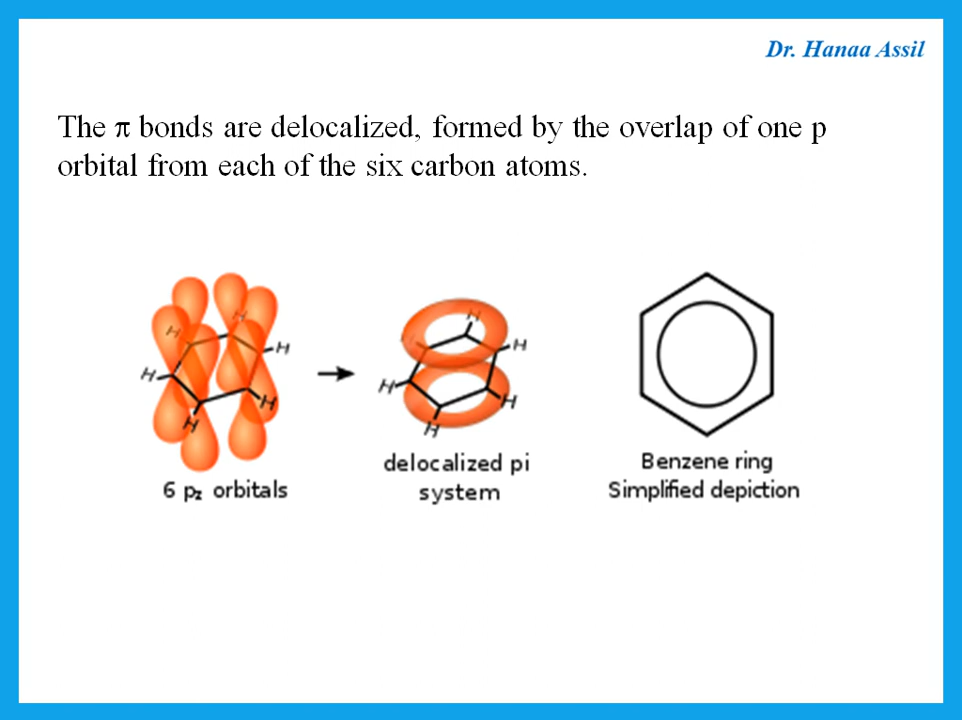 Dr. Hanaa Assil
The π bonds are delocalized, formed by the overlap of one p
orbital from each of the six carbon atoms.
H
H
H
H
H
H
6 pz orbitals
H
H
H
H
H
delocalized pi
system
Benzene ring
Simplified depiction